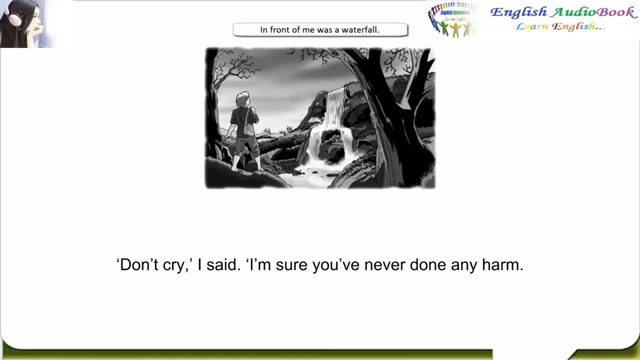 In front of me was a waterfall.
English AudioBook
Learn English...
‘Don’t cry,’ I said. ‘I’m sure you’ve never done any harm.